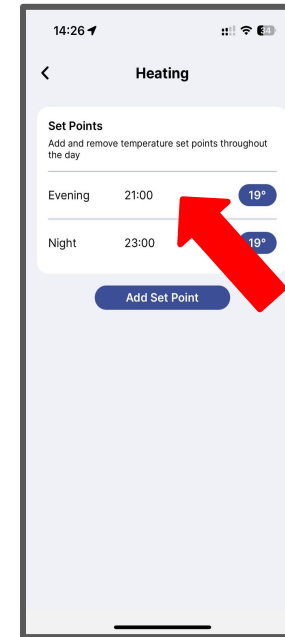 14:26
34
Heating
Set Points
Add and remove temperature set points throughout
the day
Evening 21:00 19°
Night 23:00 19°
Add Set Point